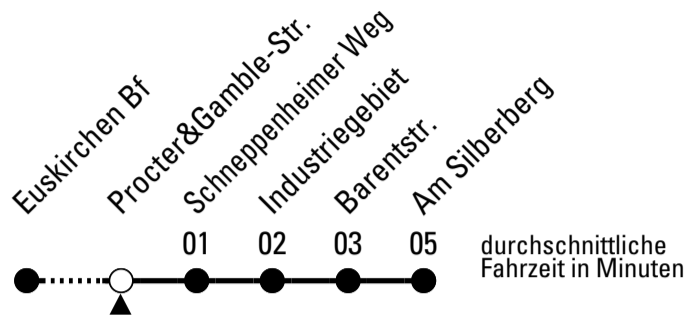 Euskirchen Bf
Procter&Gamble-Str.
Schneppenheimer Weg
Industriegebiet
Barentstr.
Am Silberberg
01 02 03 05
durchschnittliche
Fahrzeit in Minuten